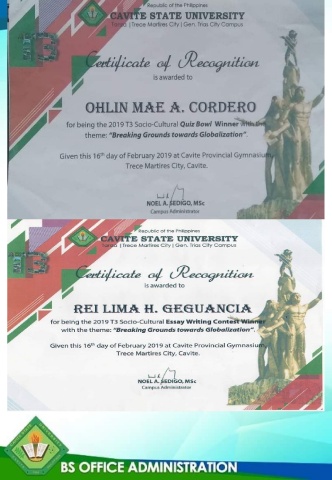 Republic of the Philippines
CAVITE STATE UNIVERSITY
Tanza | Trece Martires City | Gen. Trias City Campus
Certificate of Recognition
is awarded to
OHLIN MAE A. CORDERO
for being the 2019 T3 Socio-Cultural Quiz Bowl Winner with the
theme: "Breaking Grounds towards Globalization".
Given this 16th day of February 2019 at Cavite Provincial Gymnasium,
Trece Martires City, Cavite.
NOEL A. SEDIGO, MSc
Campus Administrator
Republic of the Philippines
CAVITE STATE UNIVERSITY
Tanza | Trece Martires City | Gen. Trias City Campus
Certificate of Recognition
is awarded to
REI LIMA H. GEGUANCIA
for being the 2019 T3 Socio-Cultural Essay Writing Contest Winner
with the theme: "Breaking Grounds towards Globalization".
Given this 16th day of February 2019 at Cavite Provincial Gymnasium,
Trece Martires City, Cavite.
NOEL A. SEDIGO, MSc
Campus Administrator
BS OFFICE ADMINISTRATION